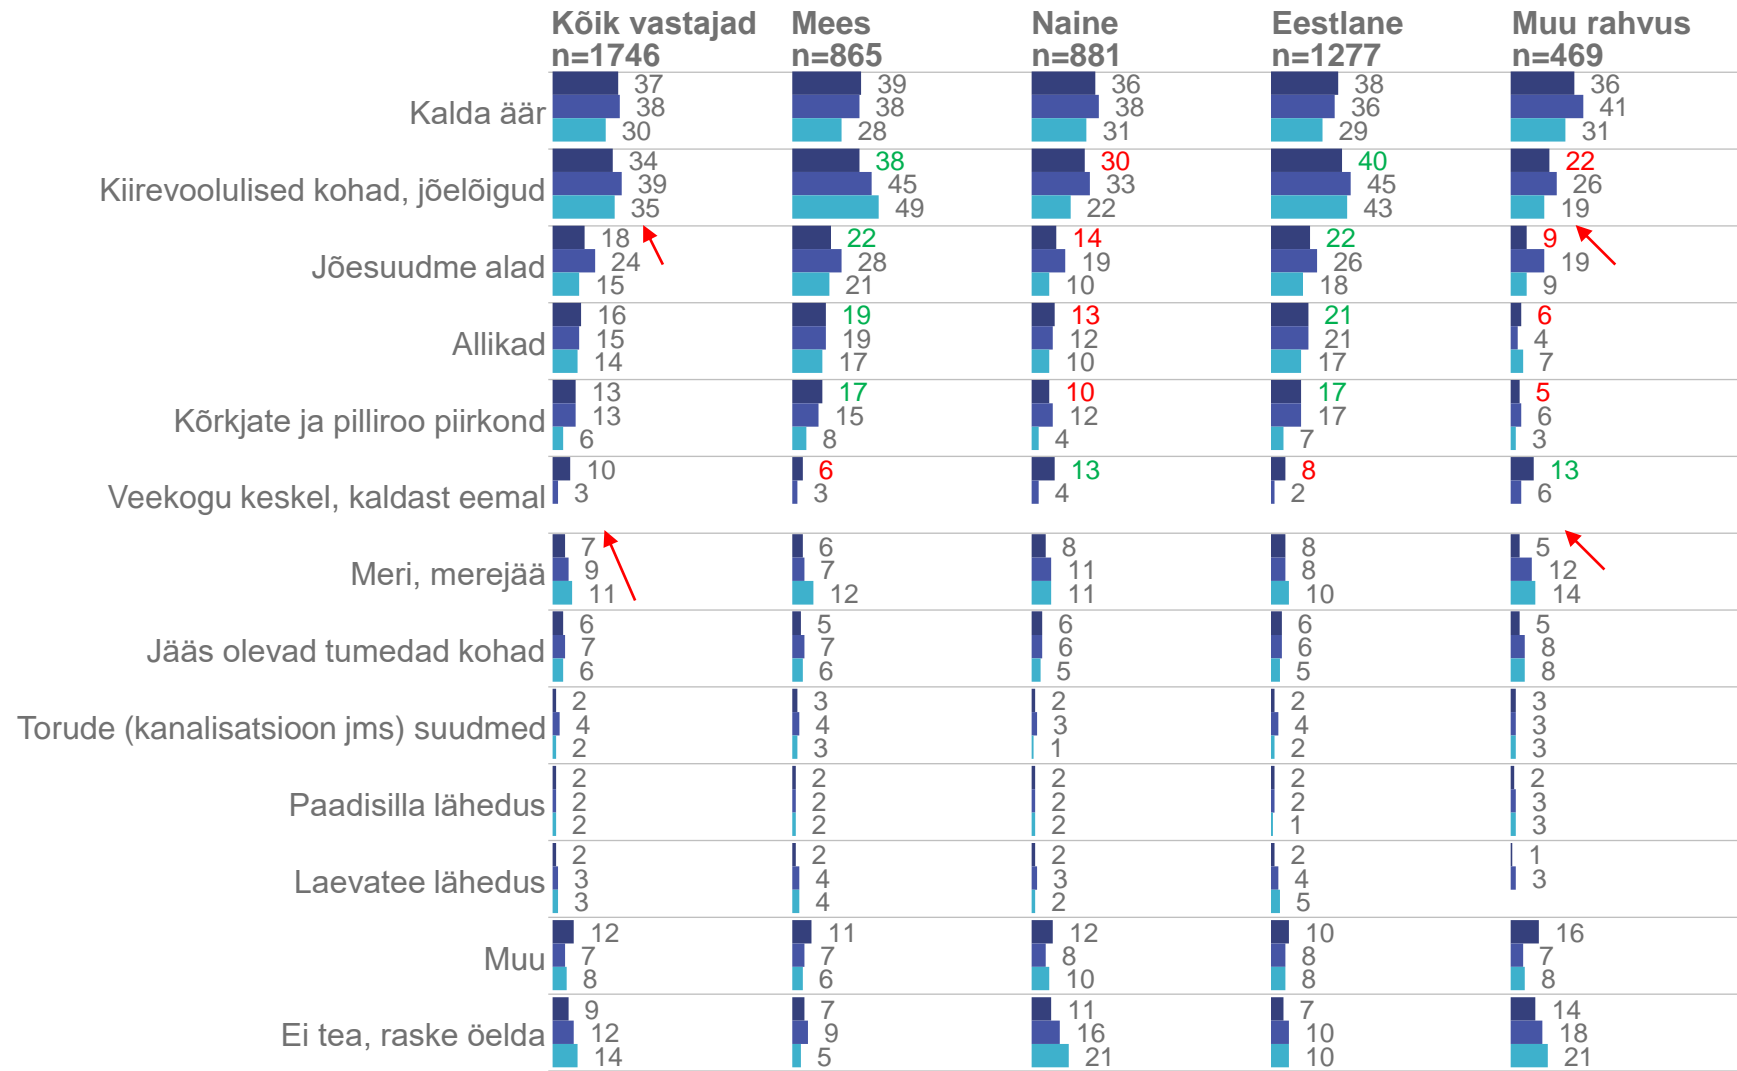 Kõik vastajad Mees Naine Eestlane Muu rahvus
n=1746 n=865 n=881 n=1277 n=469
37 39 36 38 36
Kalda äär 38 38 38 36 41
30 28 31 29 31
34 38 30 40 22
Kiirevoolulised kohad, jõelõigud 39 45 33 45 26
35 49 22 43 19
18 22 14 22 9
Jõesuudme alad 24 28 19 26 19
15 21 10 18 9
16 19 13 21 6
Allikad 15 19 12 21 4
14 17 10 17 7
13 17 10 17 5
Kõrkjate ja pilliroo piirkond 13 15 12 17 6
6 8 4 7 3
10 6 13 8 13
Veekogu keskel, kaldast eemal 3 3 4 2 6
7 6 8 8 5
Meri, merejää 9 7 11 8 12
11 12 11 10 14
6 5 6 6 5
Jääs olevad tumedad kohad 7 7 6 6 8
6 6 5 5 8
2 3 2 2 3
Torude (kanalisatsioon jms) suudmed 4 4 3 4 3
2 3 1 2 3
2 2 2 2 2
Paadisilla lähedus 2 2 2 2 3
2 2 2 1 3
2 2 2 2 1
Laevatee lähedus 3 4 3 4 3
3 4 2 5
12 11 12 10 16
Muu 7 7 8 8 7
8 6 10 8 8
9 7 11 7 14
Ei tea, raske öelda 12 9 16 10 18
14 5 21 10 21